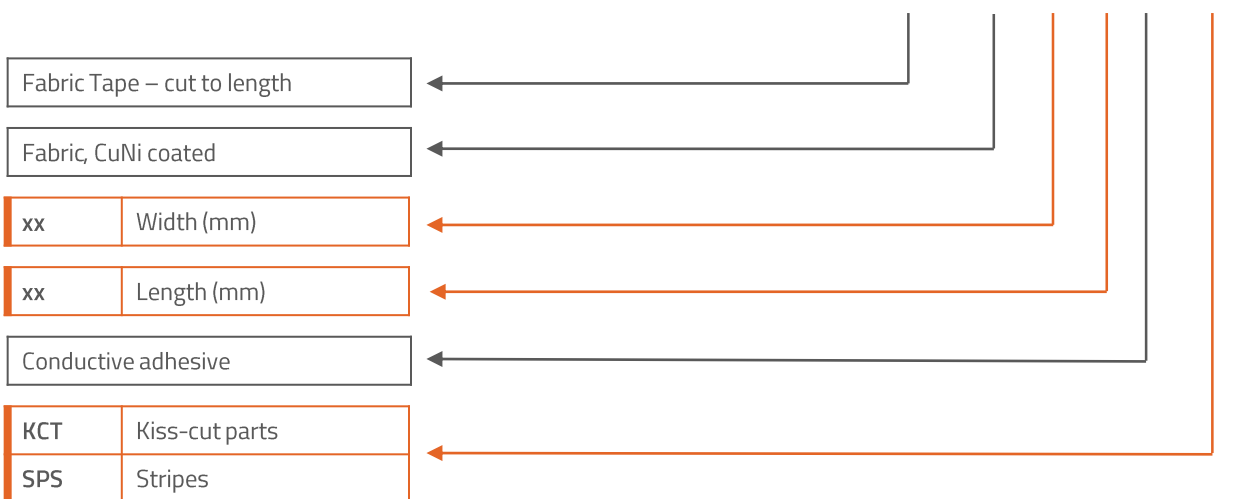 Fabric Tape – cut to length
Fabric, CuNi coated
xx Width (mm)
xx Length (mm)
Conductive adhesive
KCT Kiss-cut parts
SPS Stripes